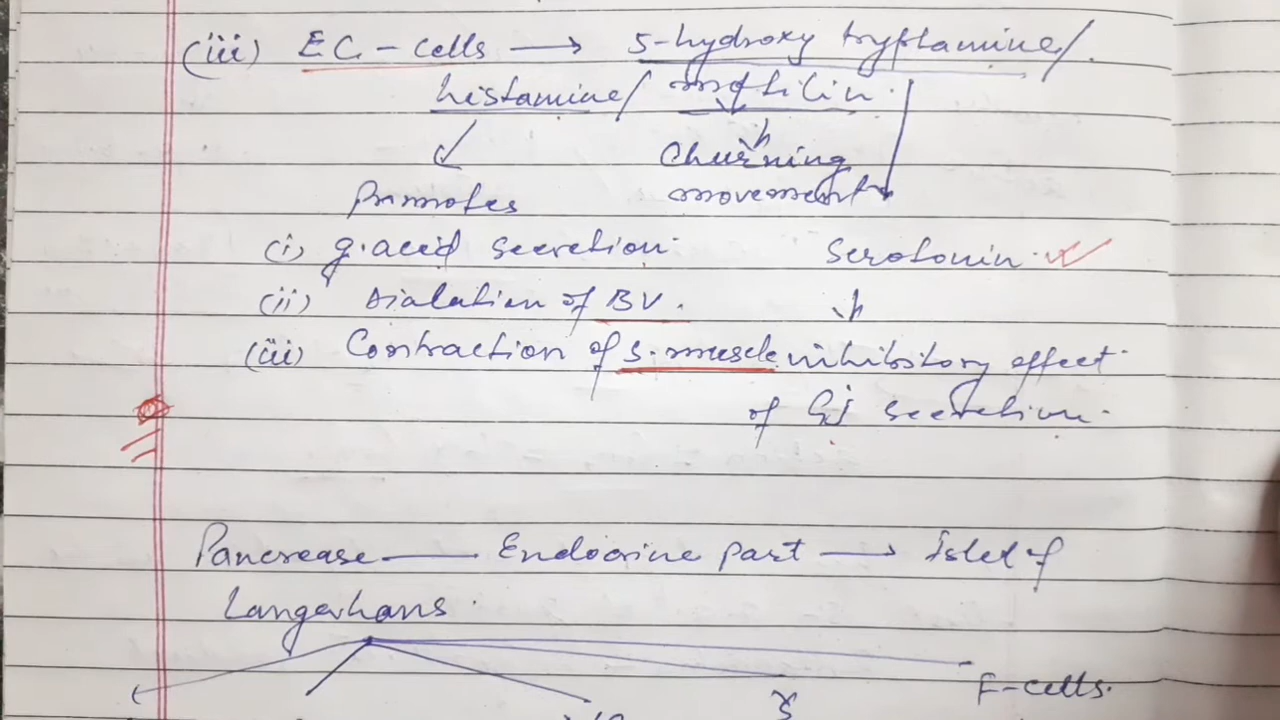 (iii) EC - cells → 5-hydroxy tryptamine/
histamine/ motilin
Churning
movement
Promotes
(i) g. acid secretion
Serotonin
(ii) Dialation of BV.
(iii) Contraction of s. muscle inhibitory effect
of GJ secretion
Pancrease — Endocrine part → islet of
Langerhans
F-cells.